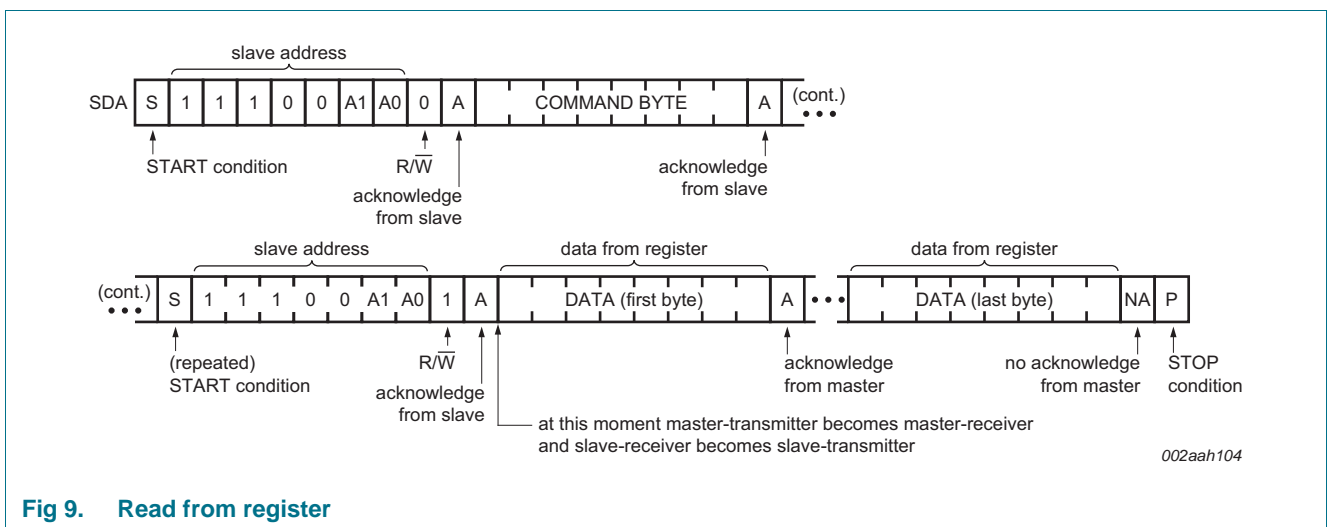 slave address
SDA S 1 1 1 0 0 A1 A0 0 A COMMAND BYTE A (cont.)
START condition R/W̅ acknowledge
from slave acknowledge
from slave
slave address data from register data from register
(cont.) S 1 1 1 0 0 A1 A0 1 A DATA (first byte) A DATA (last byte) NA P
(repeated)
START condition R/W̅ acknowledge
from slave acknowledge
from master no acknowledge
from master STOP
condition
at this moment master-transmitter becomes master-receiver
and slave-receiver becomes slave-transmitter
002aah104
Fig 9. Read from register